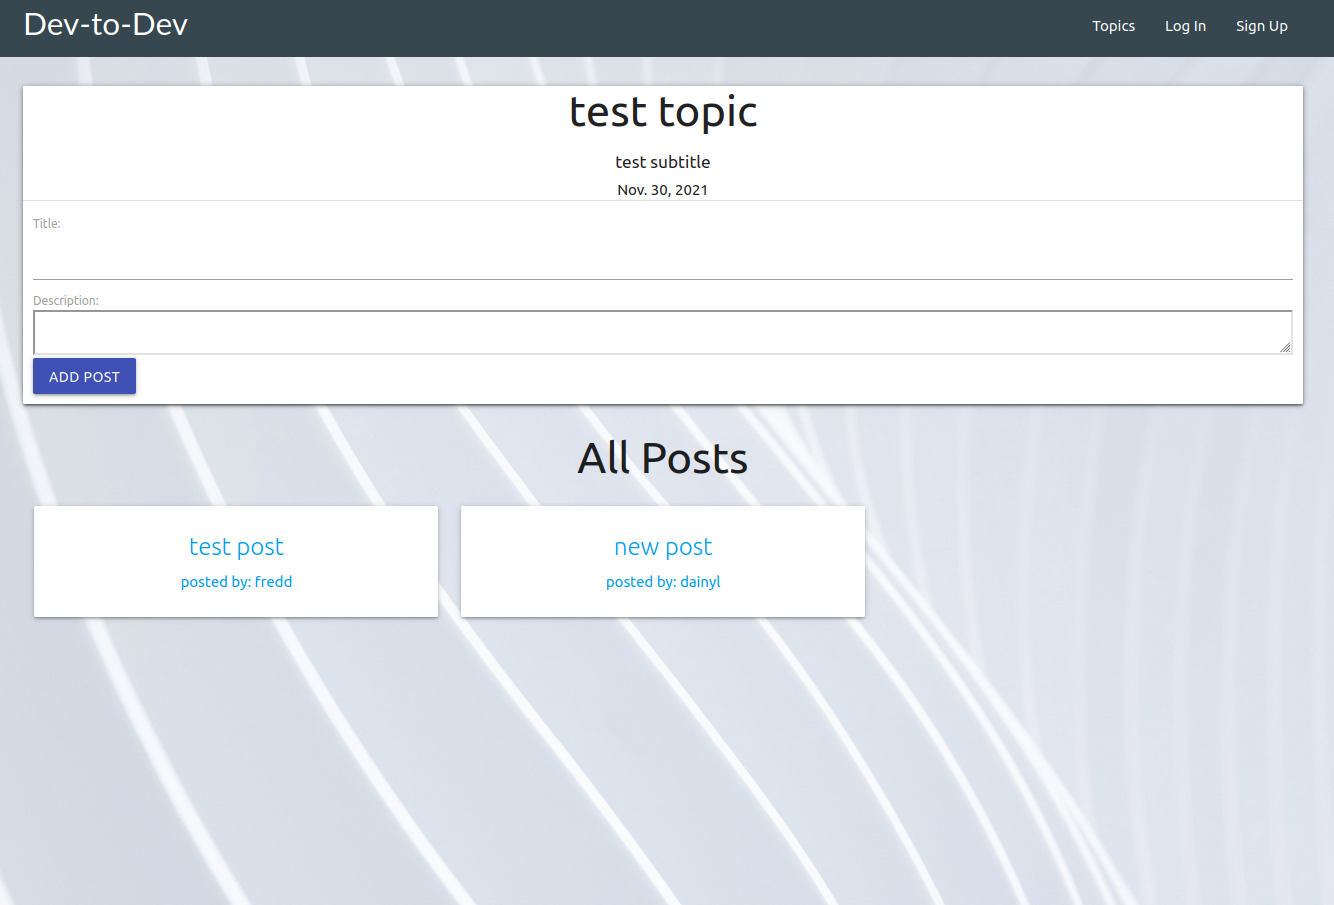 Dev-to-Dev
Topics Log In Sign Up
test topic
test subtitle
Nov. 30, 2021
Title:
Description:
ADD POST
All Posts
test post
posted by: fredd
new post
posted by: dainyl